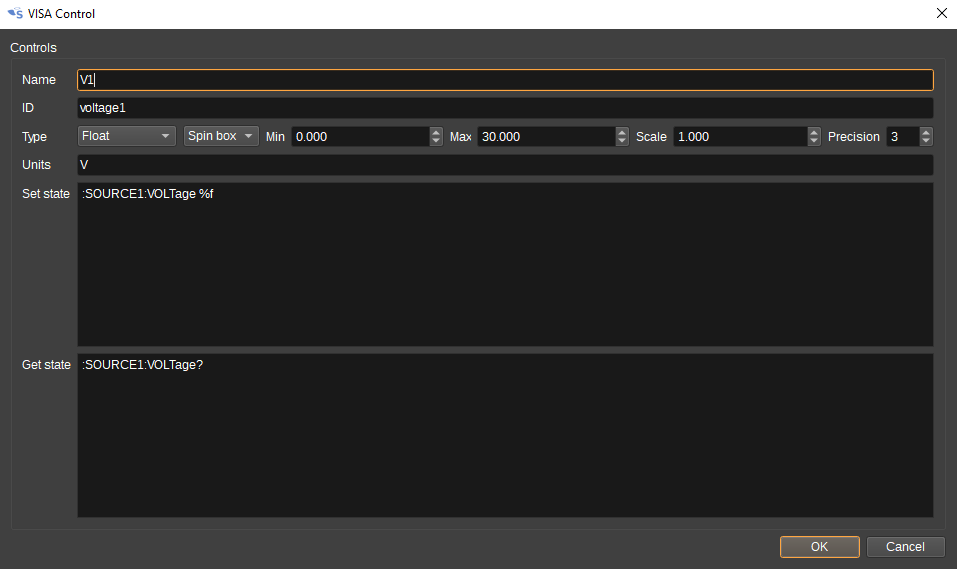 VISA Control
Controls
Name V1
ID voltage1
Type Float Spin box Min 0.000 Max 30.000 Scale 1.000 Precision 3
Units V
Set state :SOURCE1:VOLTage %f
Get state :SOURCE1:VOLTage?
OK Cancel